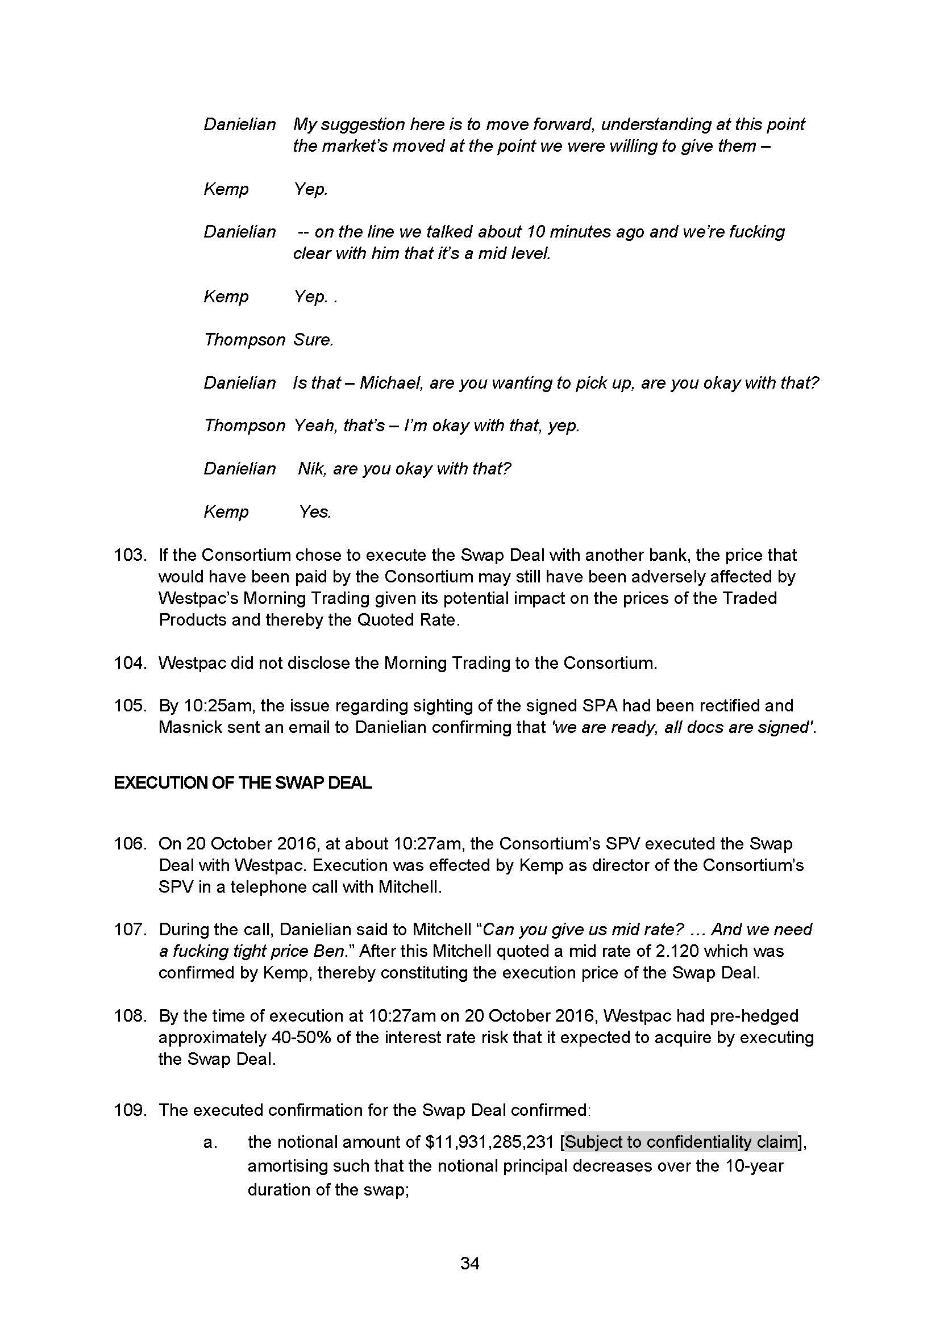 Danielian My suggestion here is to move forward, understanding at this point
the market's moved at the point we were willing to give them –
Kemp Yep.
Danielian -- on the line we talked about 10 minutes ago and we're fucking
clear with him that it's a mid level.
Kemp Yep. .
Thompson Sure.
Danielian Is that – Michael, are you wanting to pick up, are you okay with that?
Thompson Yeah, that's – I'm okay with that, yep.
Danielian Nik, are you okay with that?
Kemp Yes.
103. If the Consortium chose to execute the Swap Deal with another bank, the price that
would have been paid by the Consortium may still have been adversely affected by
Westpac's Morning Trading given its potential impact on the prices of the Traded
Products and thereby the Quoted Rate.
104. Westpac did not disclose the Morning Trading to the Consortium.
105. By 10:25am, the issue regarding sighting of the signed SPA had been rectified and
Masnick sent an email to Danielian confirming that 'we are ready, all docs are signed'.
EXECUTION OF THE SWAP DEAL
106. On 20 October 2016, at about 10:27am, the Consortium's SPV executed the Swap
Deal with Westpac. Execution was effected by Kemp as director of the Consortium's
SPV in a telephone call with Mitchell.
107. During the call, Danielian said to Mitchell "Can you give us mid rate? … And we need
a fucking tight price Ben." After this Mitchell quoted a mid rate of 2.120 which was
confirmed by Kemp, thereby constituting the execution price of the Swap Deal.
108. By the time of execution at 10:27am on 20 October 2016, Westpac had pre-hedged
approximately 40-50% of the interest rate risk that it expected to acquire by executing
the Swap Deal.
109. The executed confirmation for the Swap Deal confirmed:
a. the notional amount of $11,931,285,231 [Subject to confidentiality claim],
amortising such that the notional principal decreases over the 10-year
duration of the swap;
34